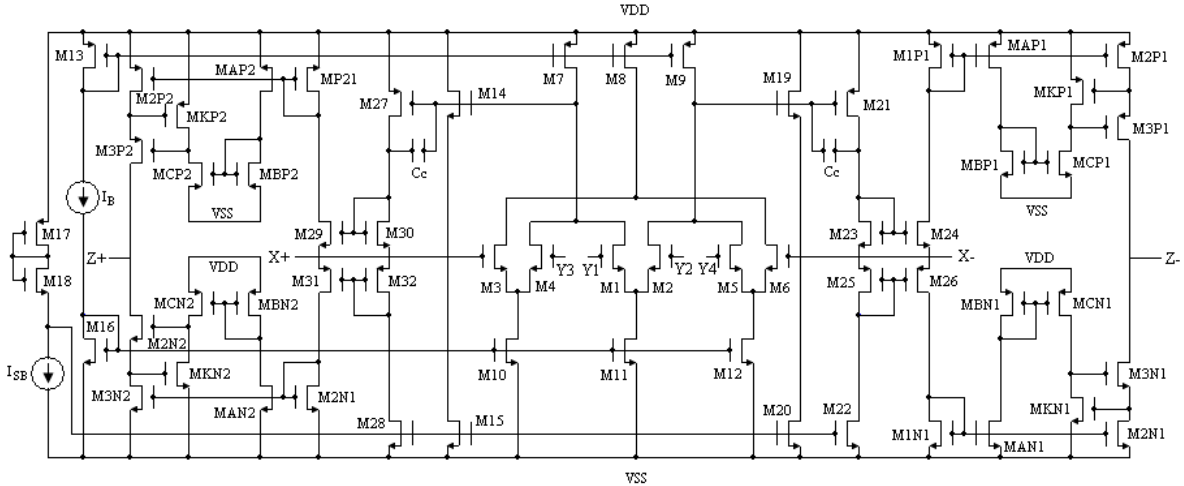 VDD
M13 MAP2 MP21 M7 M8 M9 M19 M1P1 MAP1 M2P1
M2P2 M27 M14 M21 MKP1
MKP2
M3P2 M3P1
Cc Cc
MCP2 MBP2 MBP1 MCP1
IB
VSS VSS
M17 M29 M30 M23 M24
Z+ X+ X- Z-
Y3 Y1 Y2 Y4
VDD VDD
M18 M31 M32 M3 M4 M1 M2 M5 M6 M25 M26
MCN2 MBN2 MBN1 MCN1
M16
M2N2
ISB
M10 M11 M12
MKN2 M3N1
M3N2 M2N1 MKN1
MAN2 M28 M15 M20 M22 M1N1 M2N1
MAN1
VSS